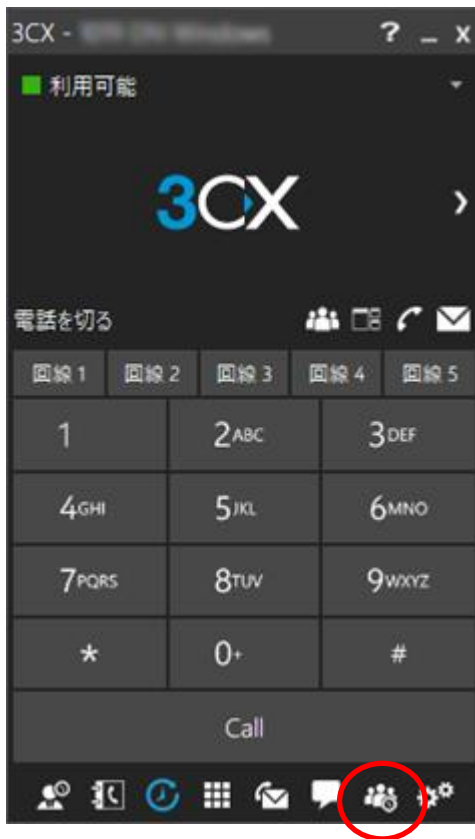 3CX -
? _ x
利用可能
3CX
電話を切る
回線 1 回線 2 回線 3 回線 4 回線 5
1 2ABC 3DEF
4GHI 5JKL 6MNO
7PQRS 8TUV 9WXYZ
* 0+ #
Call